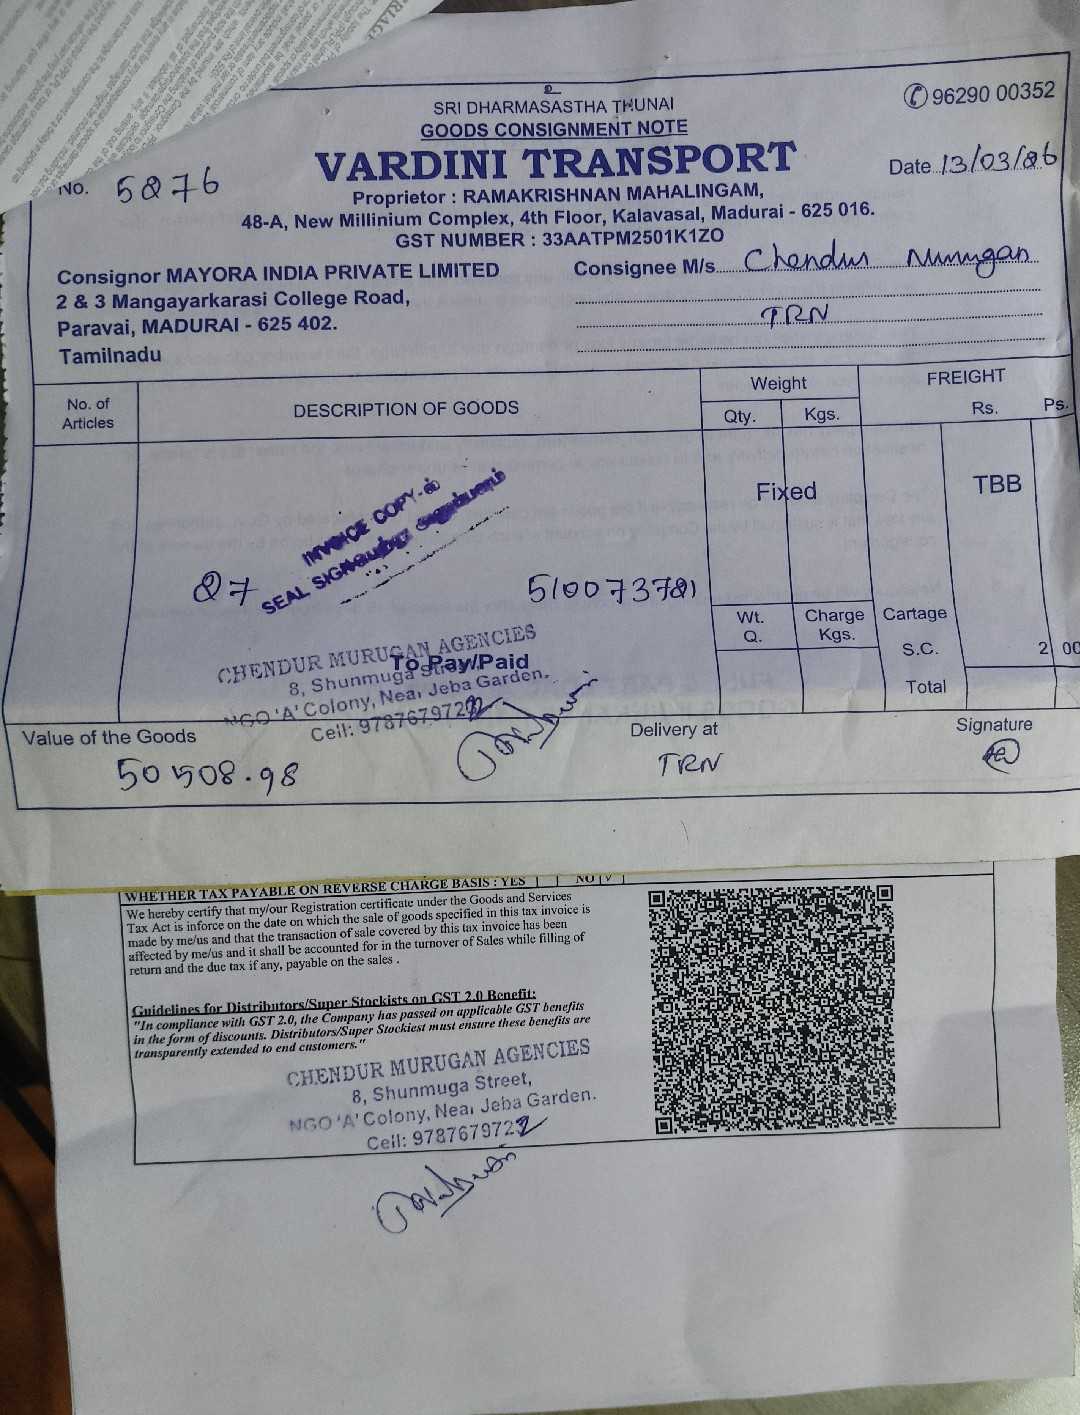 உ
SRI DHARMASASTHA THUNAI
GOODS CONSIGNMENT NOTE
✆ 96290 00352
VARDINI TRANSPORT
No. 5276
Date 13/03/26
Proprietor : RAMAKRISHNAN MAHALINGAM,
48-A, New Millinium Complex, 4th Floor, Kalavasal, Madurai - 625 016.
GST NUMBER : 33AATPM2501K1ZO
Consignor MAYORA INDIA PRIVATE LIMITED
2 & 3 Mangayarkarasi College Road,
Paravai, MADURAI - 625 402.
Tamilnadu
Consignee M/s. Chendur Murugan
TRN
No. of Articles
DESCRIPTION OF GOODS
Weight
Qty. Kgs.
FREIGHT
Rs. Ps.
Fixed
TBB
INVOICE COPY-ல்
SEAL SIGN
27
510073781
Wt. Q.
Charge Kgs.
Cartage
S.C. 2 00
Total
To Pay/Paid
CHENDUR MURUGAN AGENCIES
8, Shunmuga Street,
NGO 'A' Colony, Near Jeba Garden.
Cell: 9787679722
Value of the Goods
50508.98
Delivery at
TRN
Signature
WHETHER TAX PAYABLE ON REVERSE CHARGE BASIS : YES [ ] NO [V]
We hereby certify that my/our Registration certificate under the Goods and Services
Tax Act is inforce on the date on which the sale of goods specified in this tax invoice is
made by me/us and that the transaction of sale covered by this tax invoice has been
affected by me/us and it shall be accounted for in the turnover of Sales while filling of
return and the due tax if any, payable on the sales .
Guidelines for Distributors/Super Stockists on GST 2.0 Benefit:
"In compliance with GST 2.0, the Company has passed on applicable GST benefits
in the form of discounts. Distributors/Super Stockiest must ensure these benefits are
transparently extended to end customers."
CHENDUR MURUGAN AGENCIES
8, Shunmuga Street,
NGO 'A' Colony, Near Jeba Garden.
Cell: 9787679722